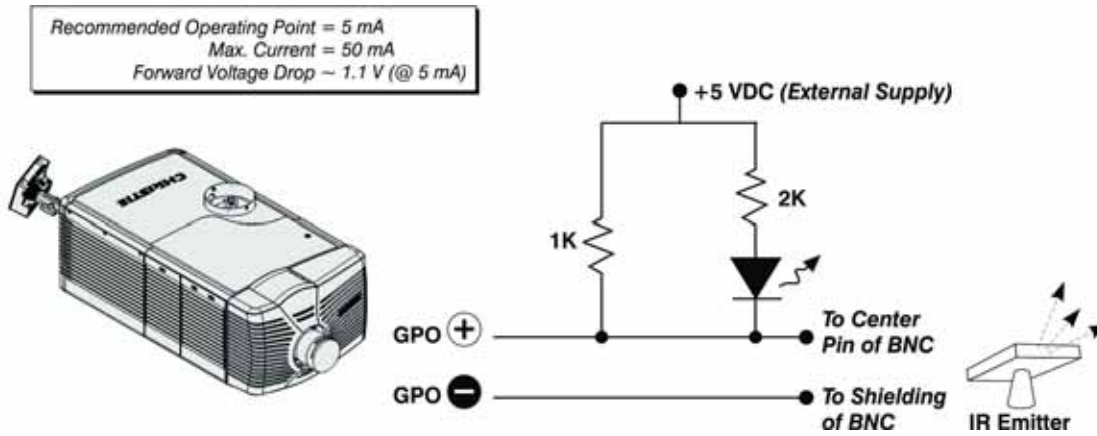 Recommended Operating Point = 5 mA
Max. Current = 50 mA
Forward Voltage Drop ~ 1.1 V (@ 5 mA)
+5 VDC (External Supply)
2K
1K
CHRISTIE
GPO +
To Center
Pin of BNC
GPO −
To Shielding
of BNC
IR Emitter